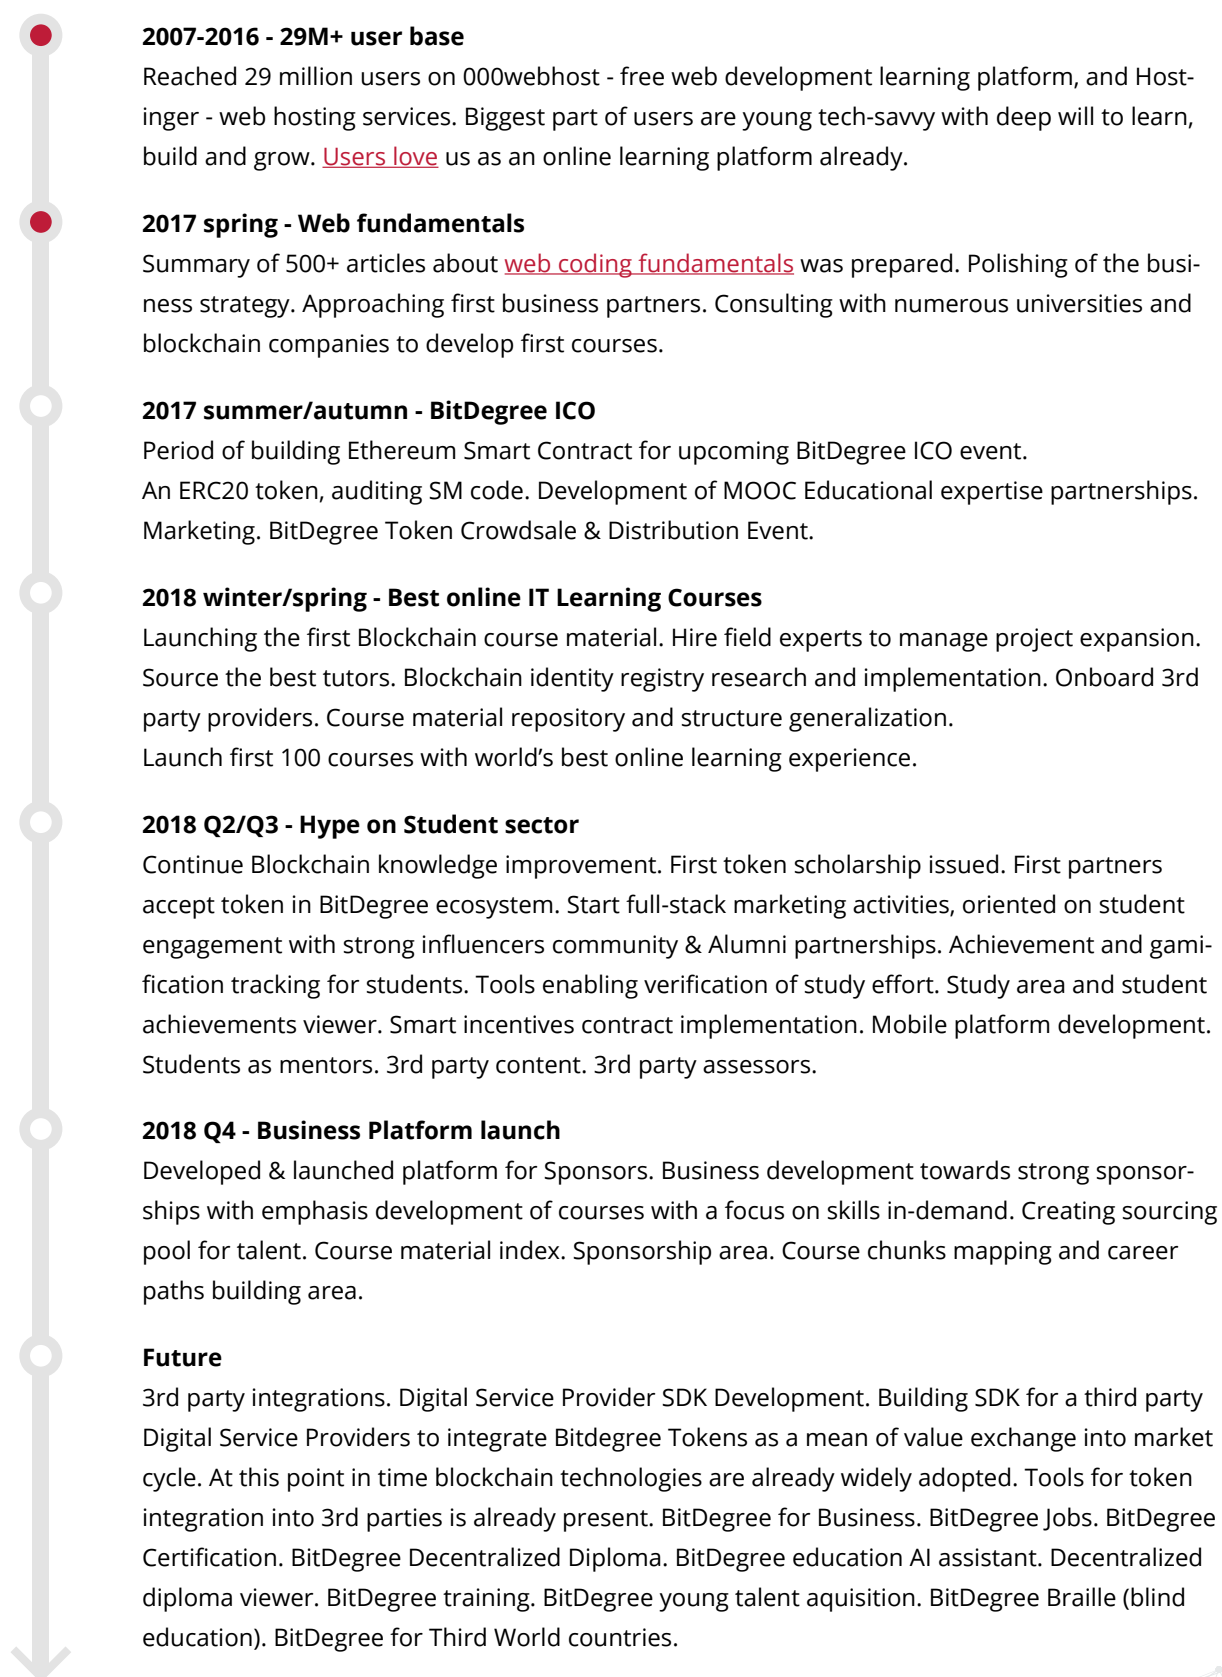 2007-2016 - 29M+ user base
Reached 29 million users on 000webhost - free web development learning platform, and Host-
inger - web hosting services. Biggest part of users are young tech-savvy with deep will to learn,
build and grow. Users love us as an online learning platform already.
2017 spring - Web fundamentals
Summary of 500+ articles about web coding fundamentals was prepared. Polishing of the busi-
ness strategy. Approaching first business partners. Consulting with numerous universities and
blockchain companies to develop first courses.
2017 summer/autumn - BitDegree ICO
Period of building Ethereum Smart Contract for upcoming BitDegree ICO event.
An ERC20 token, auditing SM code. Development of MOOC Educational expertise partnerships.
Marketing. BitDegree Token Crowdsale & Distribution Event.
2018 winter/spring - Best online IT Learning Courses
Launching the first Blockchain course material. Hire field experts to manage project expansion.
Source the best tutors. Blockchain identity registry research and implementation. Onboard 3rd
party providers. Course material repository and structure generalization.
Launch first 100 courses with world’s best online learning experience.
2018 Q2/Q3 - Hype on Student sector
Continue Blockchain knowledge improvement. First token scholarship issued. First partners
accept token in BitDegree ecosystem. Start full-stack marketing activities, oriented on student
engagement with strong influencers community & Alumni partnerships. Achievement and gami-
fication tracking for students. Tools enabling verification of study effort. Study area and student
achievements viewer. Smart incentives contract implementation. Mobile platform development.
Students as mentors. 3rd party content. 3rd party assessors.
2018 Q4 - Business Platform launch
Developed & launched platform for Sponsors. Business development towards strong sponsor-
ships with emphasis development of courses with a focus on skills in-demand. Creating sourcing
pool for talent. Course material index. Sponsorship area. Course chunks mapping and career
paths building area.
Future
3rd party integrations. Digital Service Provider SDK Development. Building SDK for a third party
Digital Service Providers to integrate Bitdegree Tokens as a mean of value exchange into market
cycle. At this point in time blockchain technologies are already widely adopted. Tools for token
integration into 3rd parties is already present. BitDegree for Business. BitDegree Jobs. BitDegree
Certification. BitDegree Decentralized Diploma. BitDegree education AI assistant. Decentralized
diploma viewer. BitDegree training. BitDegree young talent aquisition. BitDegree Braille (blind
education). BitDegree for Third World countries.